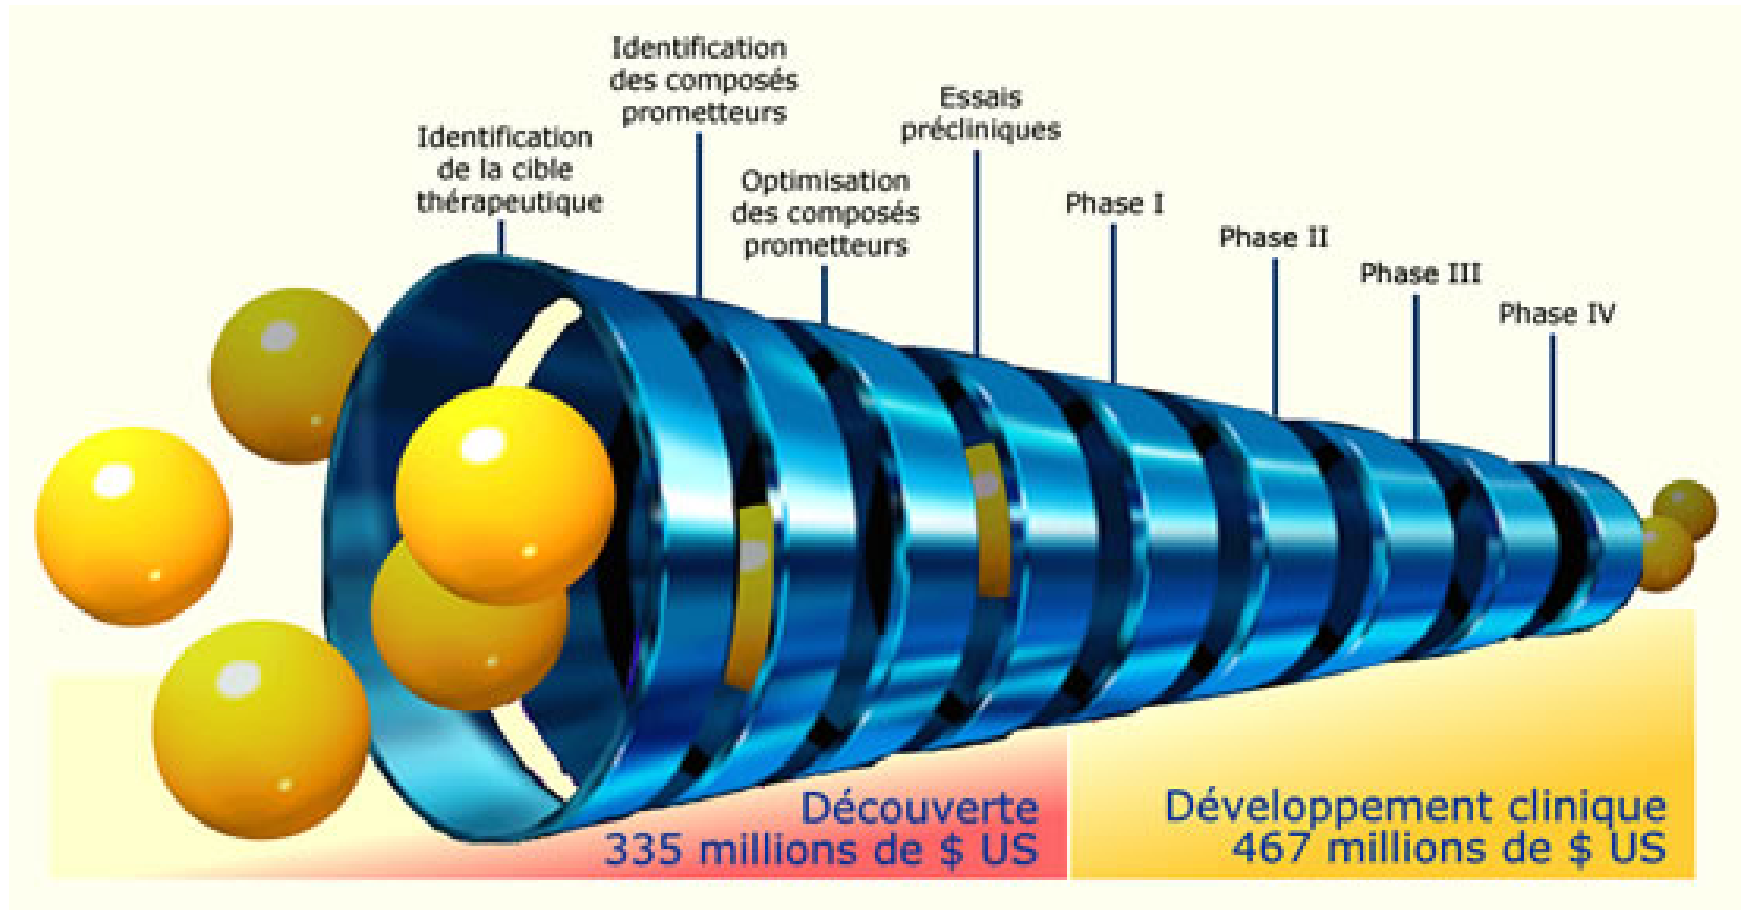 Identification
de la cible
thérapeutique
Identification
des composés
prometteurs
Optimisation
des composés
prometteurs
Essais
précliniques
Phase I
Phase II
Phase III
Phase IV
Découverte
335 millions de $ US
Développement clinique
467 millions de $ US